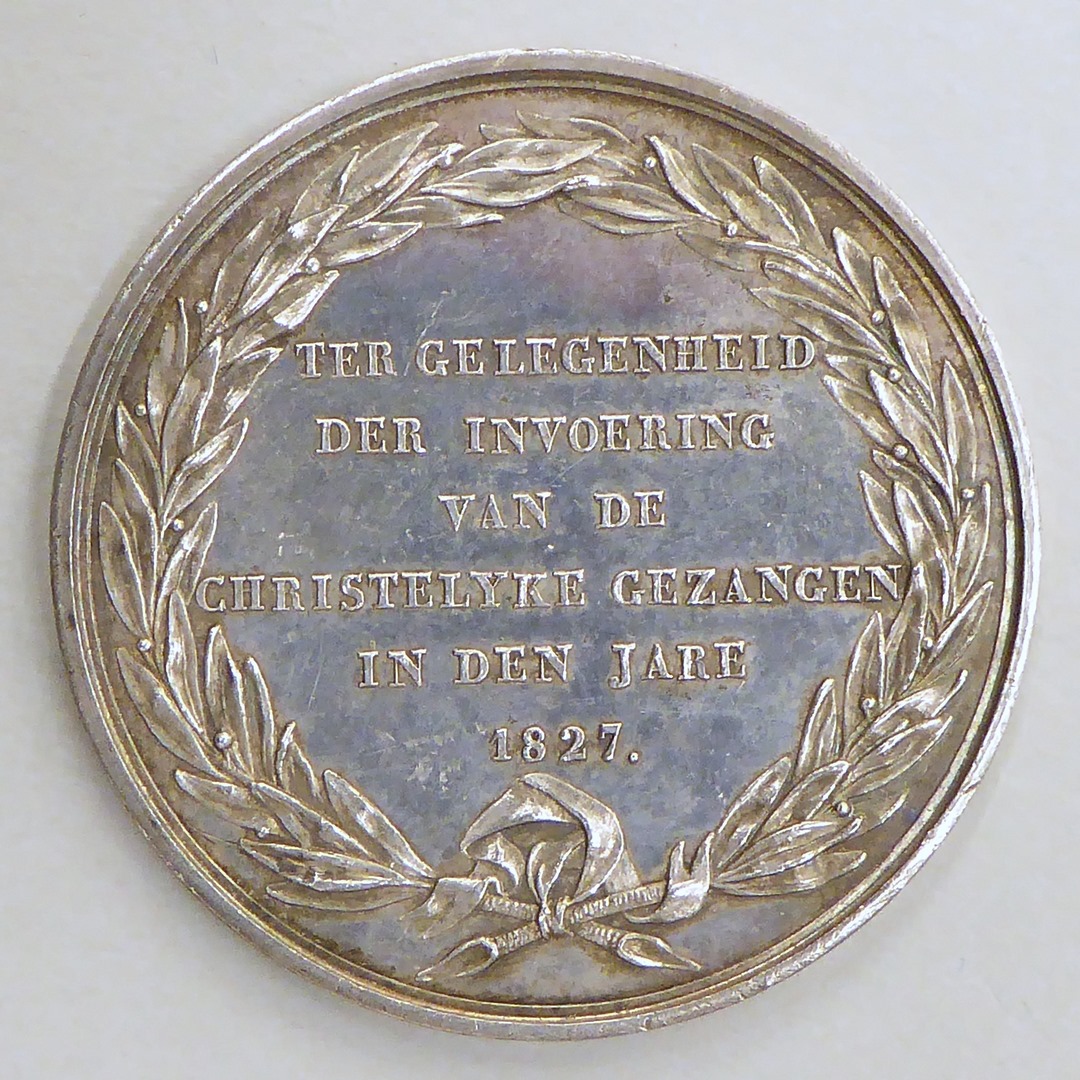 TER GELEGENHEID
DER INVOERING
VAN DE
CHRISTELYKE GEZANGEN
IN DEN JARE
1827.